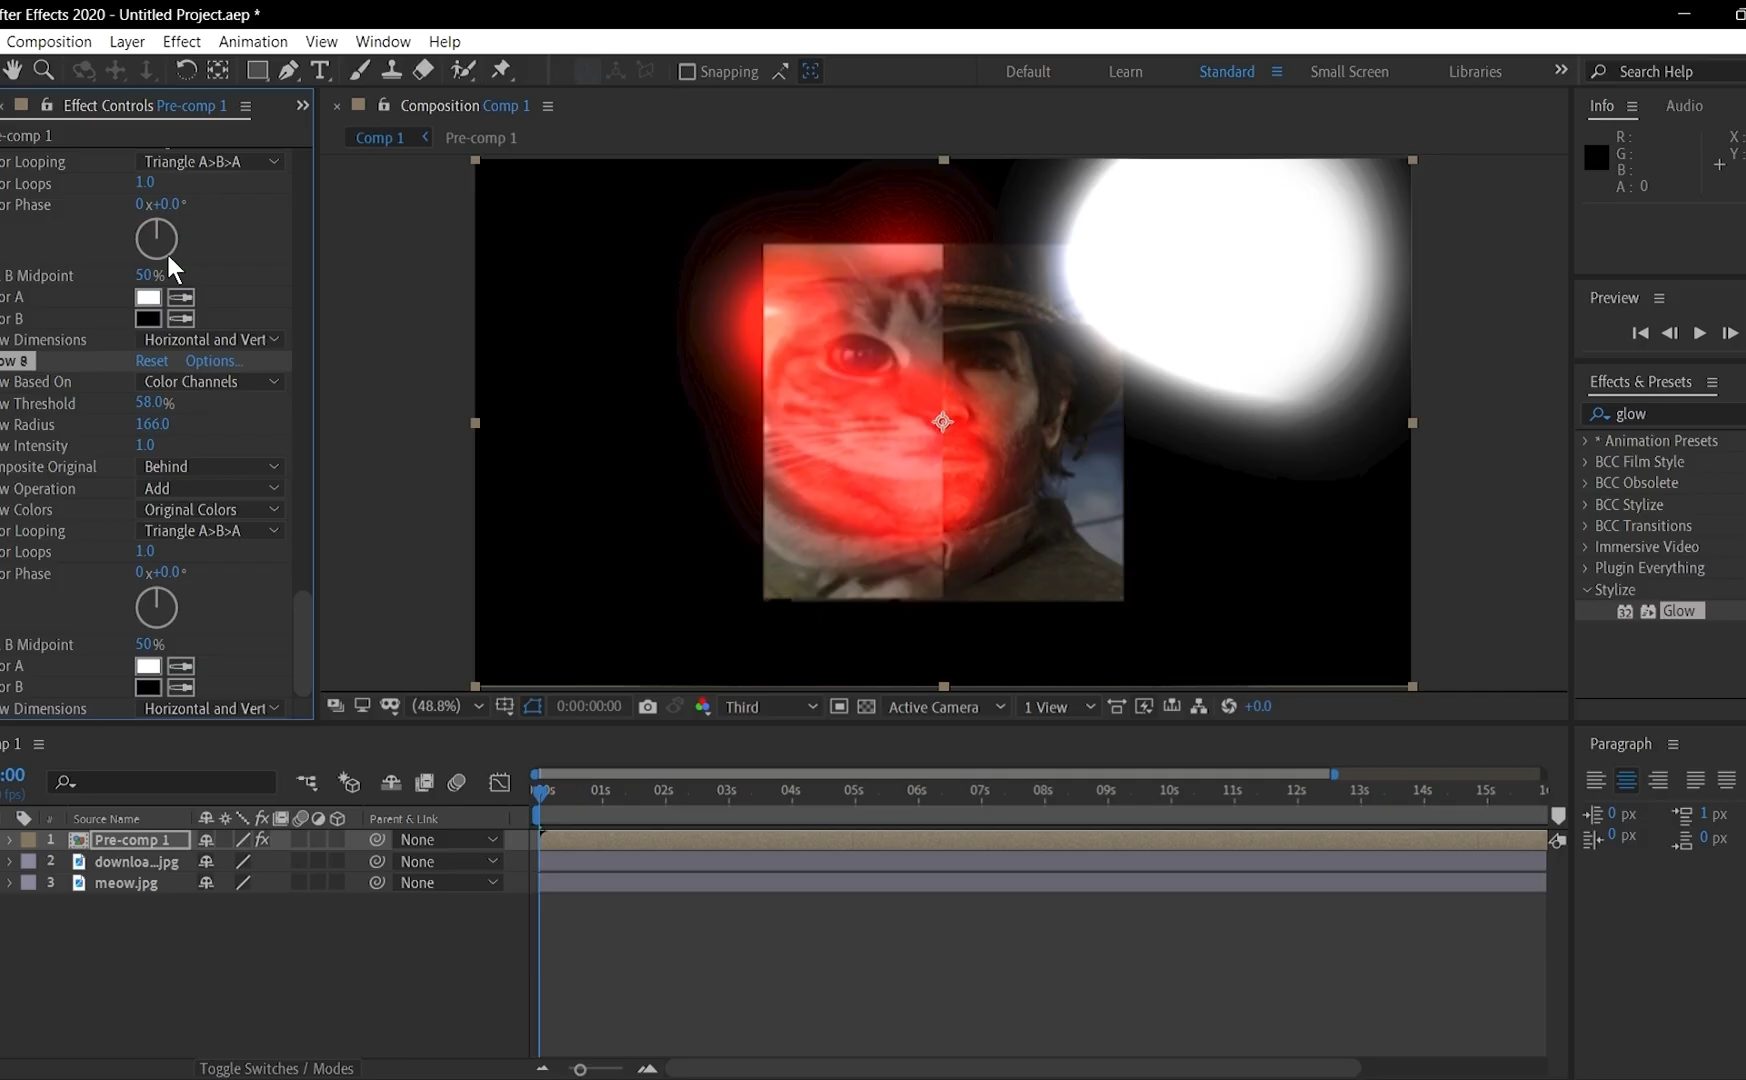 fter Effects 2020 - Untitled Project.aep *
Composition Layer Effect Animation View Window Help
Snapping Default Learn Standard Small Screen Libraries Search Help
Effect Controls Pre-comp 1
e-comp 1
or Looping Triangle A>B>A
or Loops 1.0
or Phase 0x+0.0°
B Midpoint 50%
or A
or B
w Dimensions Horizontal and Vert
ow 8 Reset Options...
w Based On Color Channels
w Threshold 58.0%
w Radius 166.0
w Intensity 1.0
mposite Original Behind
w Operation Add
w Colors Original Colors
or Looping Triangle A>B>A
or Loops 1.0
or Phase 0x+0.0°
B Midpoint 50%
or A
or B
w Dimensions Horizontal and Vert
Composition Comp 1
Comp 1 Pre-comp 1
(48.8%) 0:00:00:00 Third Active Camera 1 View +0.0
Info Audio
R:
G:
B:
A: 0
X:
Y:
Preview
Effects & Presets
glow
* Animation Presets
BCC Film Style
BCC Obsolete
BCC Stylize
BCC Transitions
Immersive Video
Plugin Everything
Stylize
32 Glow
Paragraph
0 px 1 px
0 px 0 px
p 1
:00
fps)
01s 02s 03s 04s 05s 06s 07s 08s 09s 10s 11s 12s 13s 14s 15s
# Source Name fx Parent & Link
1 Pre-comp 1 fx None
2 downloa...jpg None
3 meow.jpg None
Toggle Switches / Modes